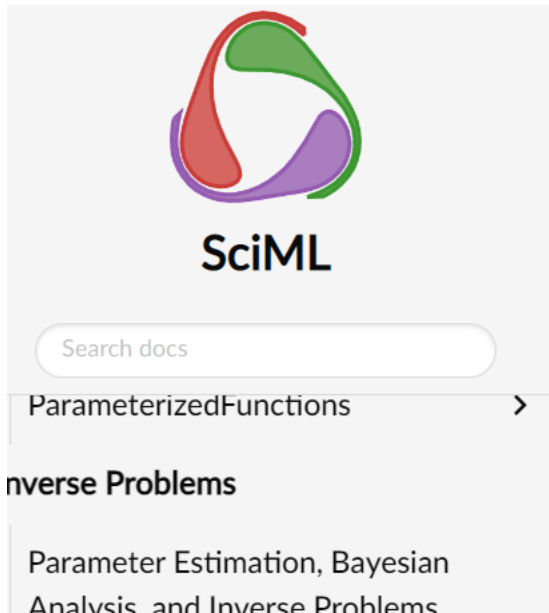 SciML
Search docs
ParameterizedFunctions
nverse Problems
Parameter Estimation, Bayesian
Analysis, and Inverse Problems